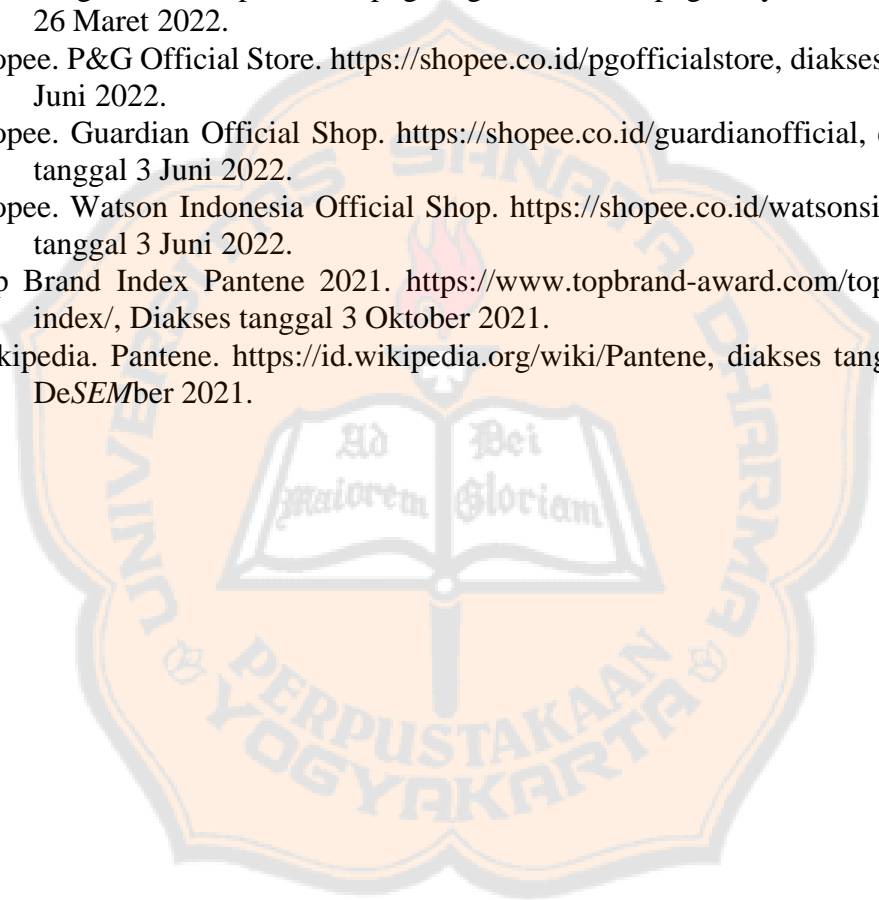 26 Maret 2022.
opee. P&G Official Store. https://shopee.co.id/pgofficialstore, diakses
Juni 2022.
opee. Guardian Official Shop. https://shopee.co.id/guardianofficial,
tanggal 3 Juni 2022.
opee. Watson Indonesia Official Shop. https://shopee.co.id/watsonsi
tanggal 3 Juni 2022.
p Brand Index Pantene 2021. https://www.topbrand-award.com/top
index/, Diakses tanggal 3 Oktober 2021.
kipedia. Pantene. https://id.wikipedia.org/wiki/Pantene, diakses tang
DeSEMber 2021.
UNIVERSITAS SANATA DHARMA
Ad Dei
maiorem Gloriam
PERPUSTAKAAN
YOGYAKARTA